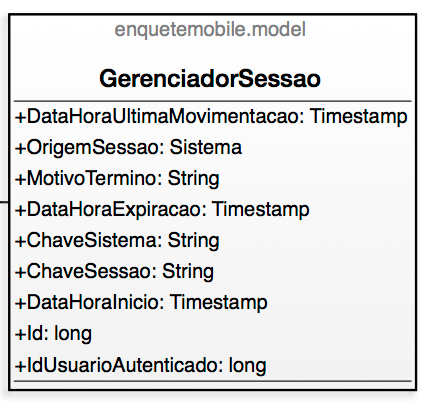 enquetemobile.model
GerenciadorSessao
+DataHoraUltimaMovimentacao: Timestamp
+OrigemSessao: Sistema
+MotivoTermino: String
+DataHoraExpiracao: Timestamp
+ChaveSistema: String
+ChaveSessao: String
+DataHoraInicio: Timestamp
+Id: long
+IdUsuarioAutenticado: long